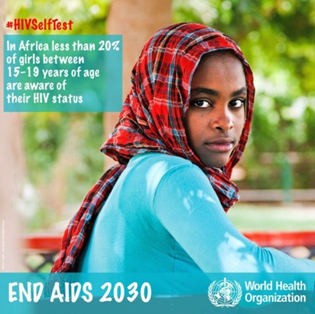 #HIVSelfTest
In Africa less than 20%
of girls between
15-19 years of age
are aware of
their HIV status
END AIDS 2030
World Health
Organization